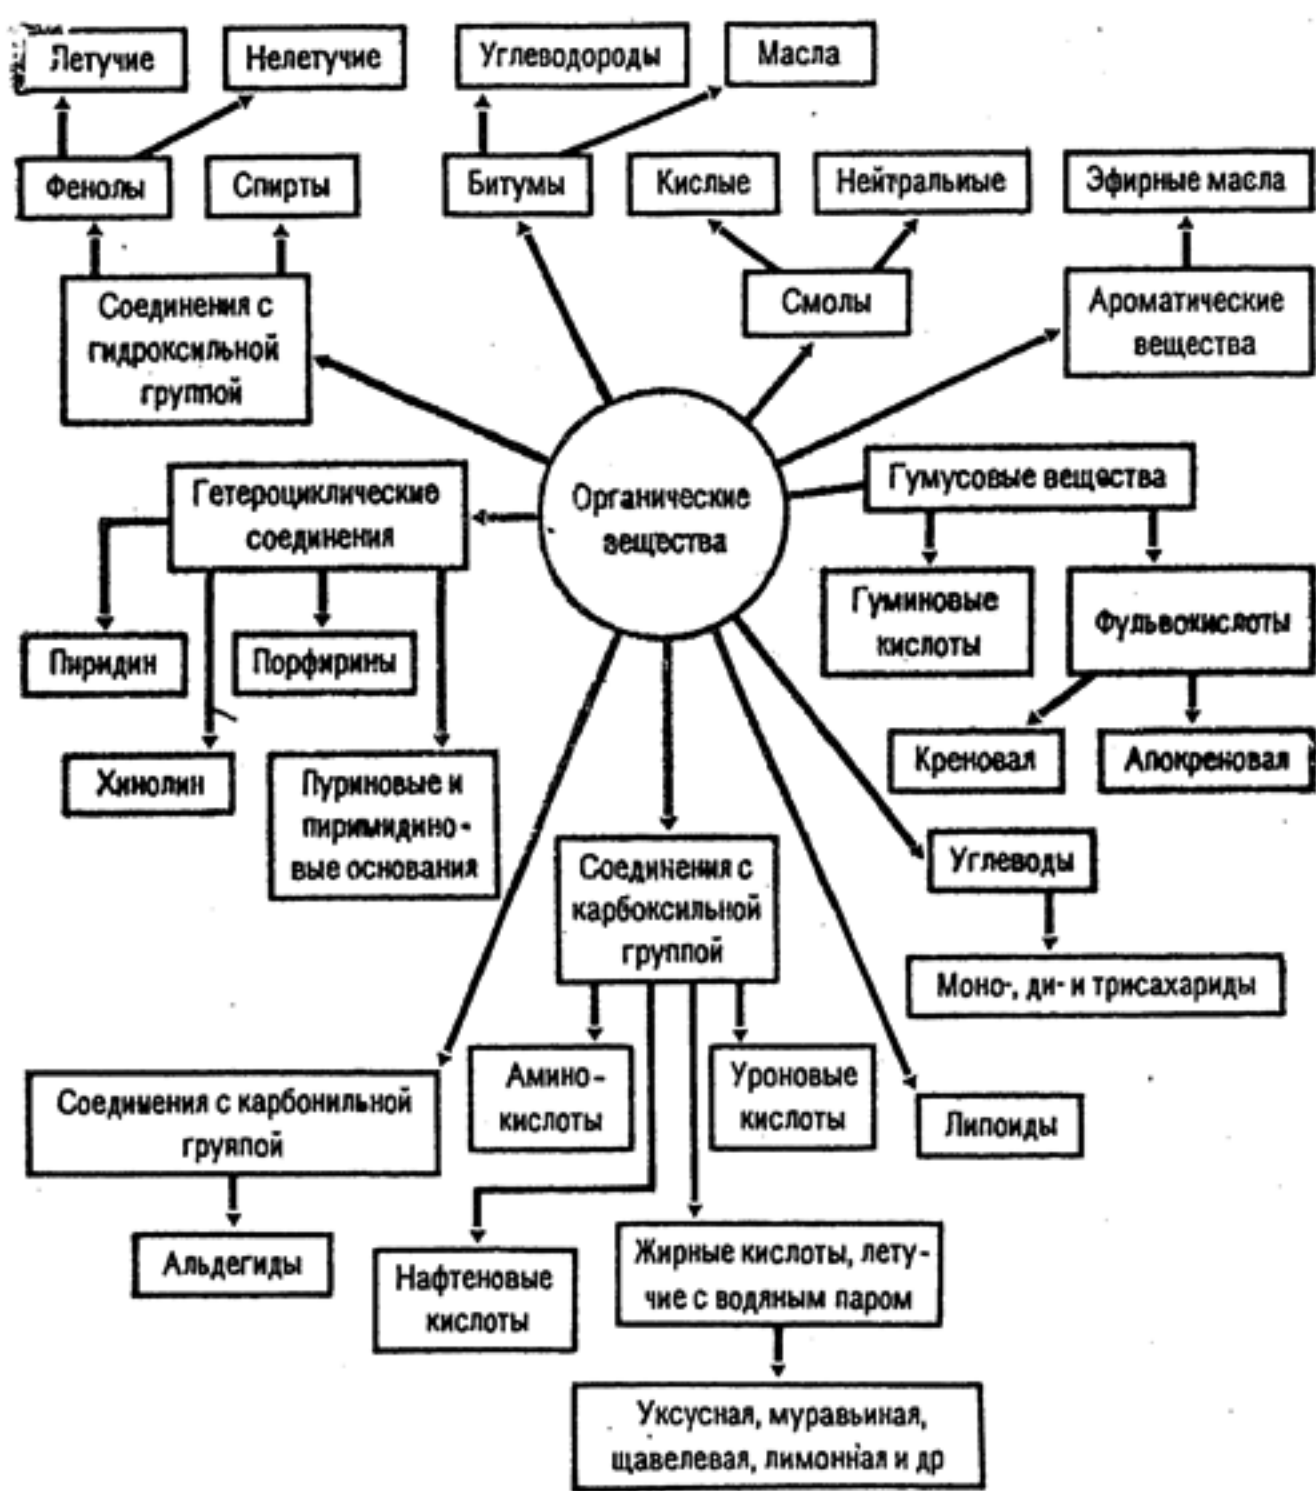 Летучие
Нелетучие
Углеводороды
Масла
Фенолы
Спирты
Битумы
Кислые
Нейтральные
Эфирные масла
Соединения с
гидроксильной
группой
Смолы
Ароматические
вещества
Гетероциклические
соединения
Органические
вещества
Гумусовые вещества
Гуминовые
кислоты
Фульвокислоты
Пиридин
Порфирины
Хинолин
Пуриновые и
пиримидино-
вые основания
Креновая
Апокреновая
Соединения с
карбоксильной
группой
Углеводы
Моно-, ди- и трисахариды
Соединения с карбонильной
группой
Амино-
кислоты
Уроновые
кислоты
Липоиды
Альдегиды
Нафтеновые
кислоты
Жирные кислоты, лету-
чие с водяным паром
Уксусная, муравьиная,
щавелевая, лимонная и др